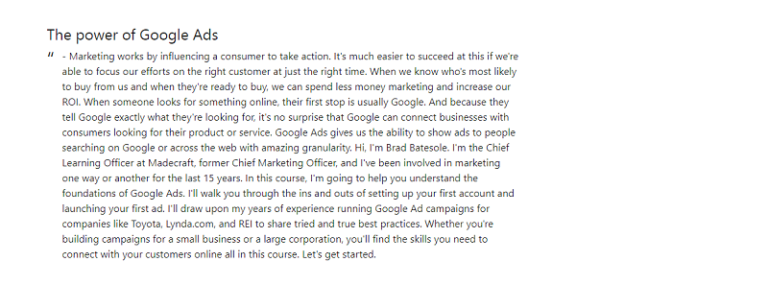 The power of Google Ads
" - Marketing works by influencing a consumer to take action. It's much easier to succeed at this if we're
able to focus our efforts on the right customer at just the right time. When we know who's most likely
to buy from us and when they're ready to buy, we can spend less money marketing and increase our
ROI. When someone looks for something online, their first stop is usually Google. And because they
tell Google exactly what they're looking for, it's no surprise that Google can connect businesses with
consumers looking for their product or service. Google Ads gives us the ability to show ads to people
searching on Google or across the web with amazing granularity. Hi, I'm Brad Batesole. I'm the Chief
Learning Officer at Madecraft, former Chief Marketing Officer, and I've been involved in marketing
one way or another for the last 15 years. In this course, I'm going to help you understand the
foundations of Google Ads. I'll walk you through the ins and outs of setting up your first account and
launching your first ad. I'll draw upon my years of experience running Google Ad campaigns for
companies like Toyota, Lynda.com, and REI to share tried and true best practices. Whether you're
building campaigns for a small business or a large corporation, you'll find the skills you need to
connect with your customers online all in this course. Let's get started.